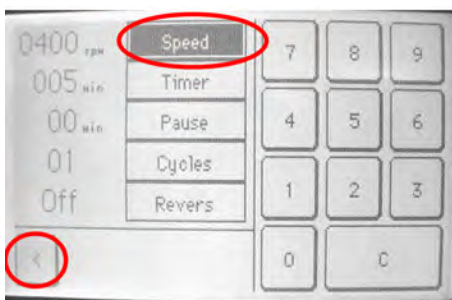 0400 rpm Speed 7 8 9
005 min Timer
00 min Pause 4 5 6
01 Cycles
Off Revers 1 2 3
< 0 C